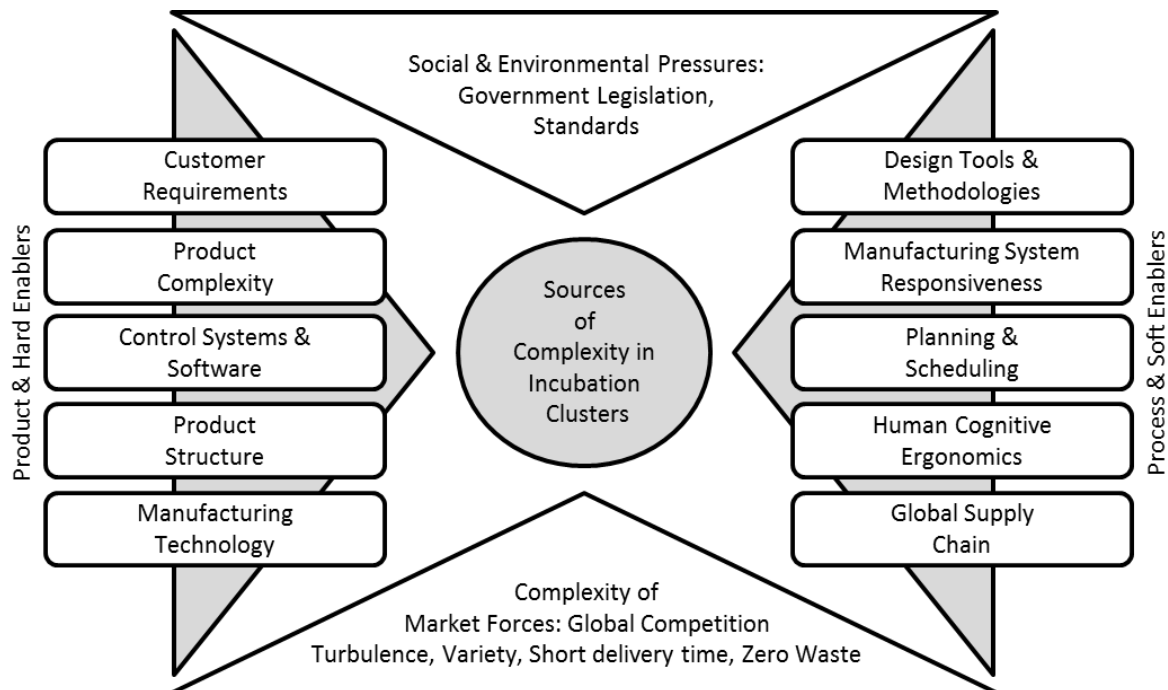 Social & Environmental Pressures:
Government Legislation,
Standards
Product & Hard Enablers
Customer
Requirements
Product
Complexity
Control Systems &
Software
Product
Structure
Manufacturing
Technology
Sources
of
Complexity in
Incubation
Clusters
Design Tools &
Methodologies
Manufacturing System
Responsiveness
Planning &
Scheduling
Human Cognitive
Ergonomics
Global Supply
Chain
Process & Soft Enablers
Complexity of
Market Forces: Global Competition
Turbulence, Variety, Short delivery time, Zero Waste